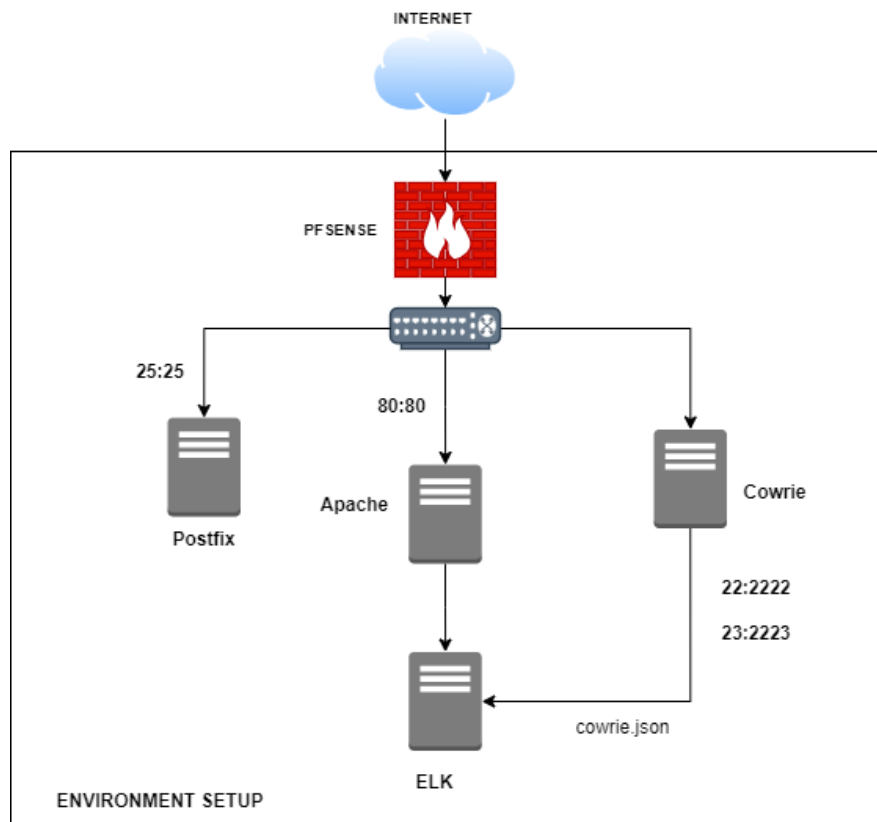 INTERNET
PFSENSE
25:25
80:80
Postfix
Apache
Cowrie
22:2222
23:2223
cowrie.json
ELK
ENVIRONMENT SETUP